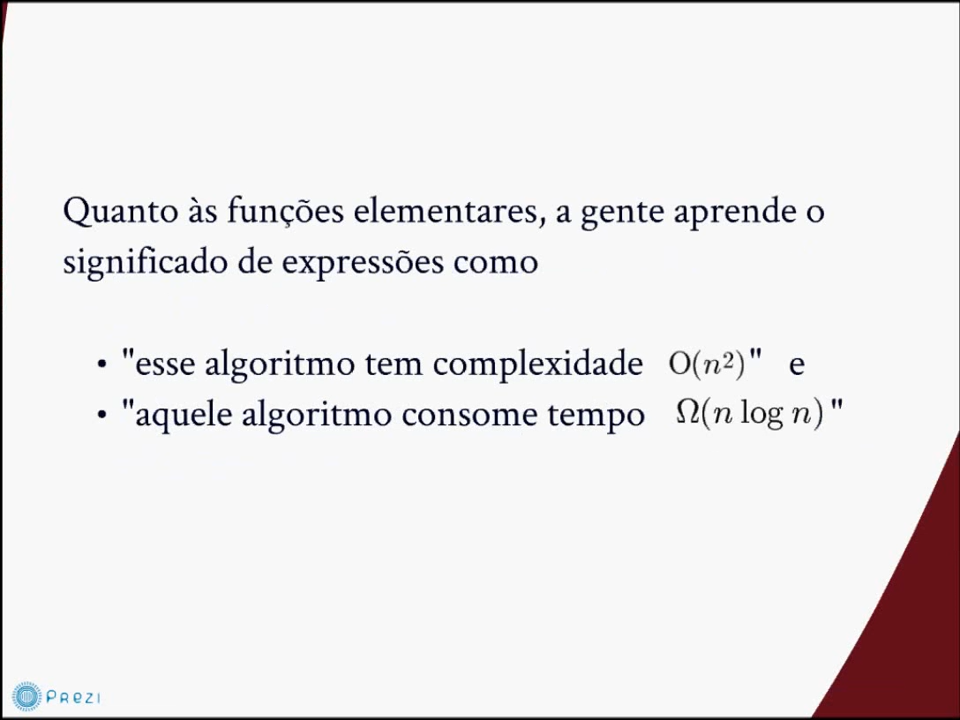 Quanto às funções elementares, a gente aprende o
significado de expressões como
• "esse algoritmo tem complexidade O(n²)" e
• "aquele algoritmo consome tempo Ω(n log n)"
Prezi